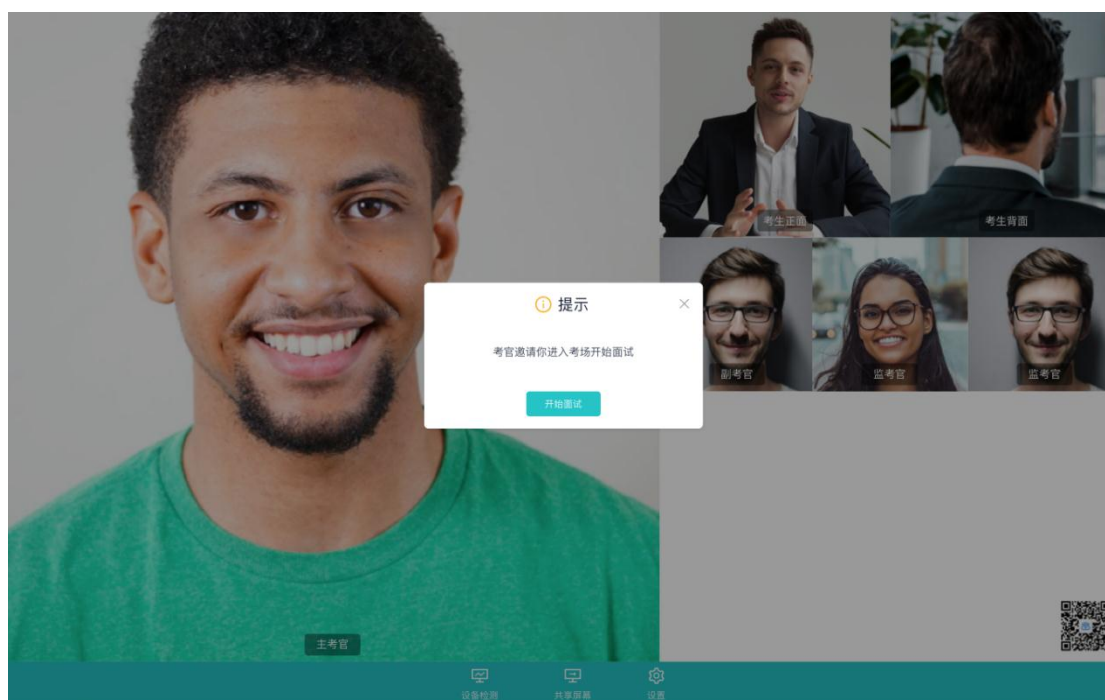 考生正面
考生背面
提示
考官邀请你进入考场开始面试
开始面试
副考官
监考官
监考官
主考官
设备检测
共享屏幕
设置